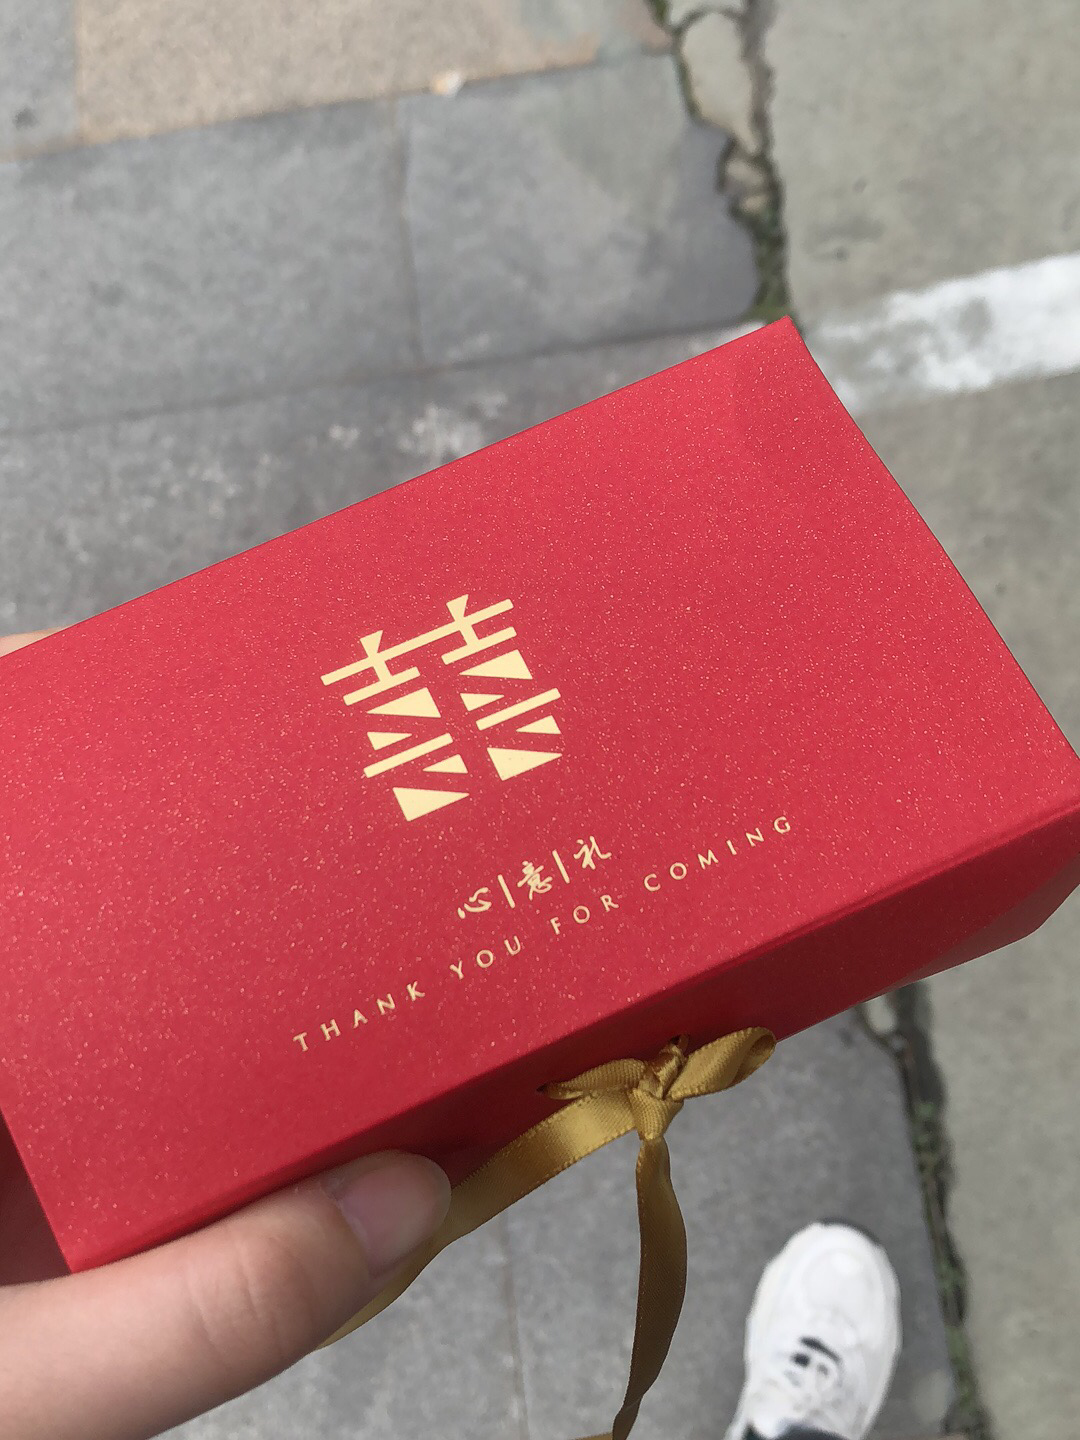 囍
心|意|礼
THANK YOU FOR COMING